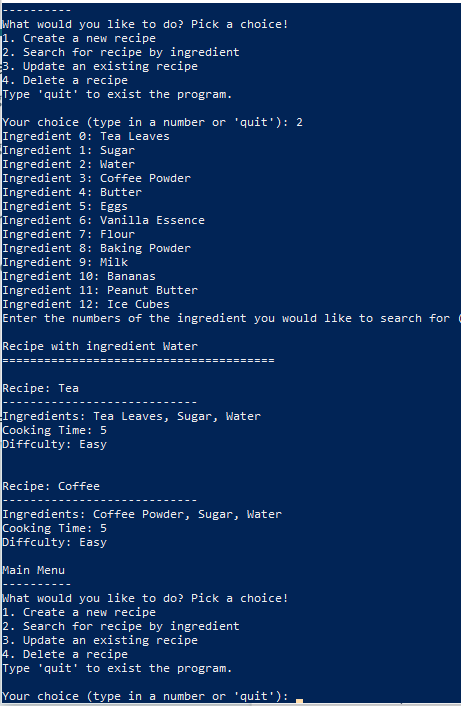 ----------
What would you like to do? Pick a choice!
1. Create a new recipe
2. Search for recipe by ingredient
3. Update an existing recipe
4. Delete a recipe
Type 'quit' to exist the program.
Your choice (type in a number or 'quit'): 2
Ingredient 0: Tea Leaves
Ingredient 1: Sugar
Ingredient 2: Water
Ingredient 3: Coffee Powder
Ingredient 4: Butter
Ingredient 5: Eggs
Ingredient 6: Vanilla Essence
Ingredient 7: Flour
Ingredient 8: Baking Powder
Ingredient 9: Milk
Ingredient 10: Bananas
Ingredient 11: Peanut Butter
Ingredient 12: Ice Cubes
Enter the numbers of the ingredient you would like to search for (
Recipe with ingredient Water
=======================================
Recipe: Tea
----------------------------
Ingredients: Tea Leaves, Sugar, Water
Cooking Time: 5
Diffculty: Easy
Recipe: Coffee
----------------------------
Ingredients: Coffee Powder, Sugar, Water
Cooking Time: 5
Diffculty: Easy
Main Menu
----------
What would you like to do? Pick a choice!
1. Create a new recipe
2. Search for recipe by ingredient
3. Update an existing recipe
4. Delete a recipe
Type 'quit' to exist the program.
Your choice (type in a number or 'quit'): _